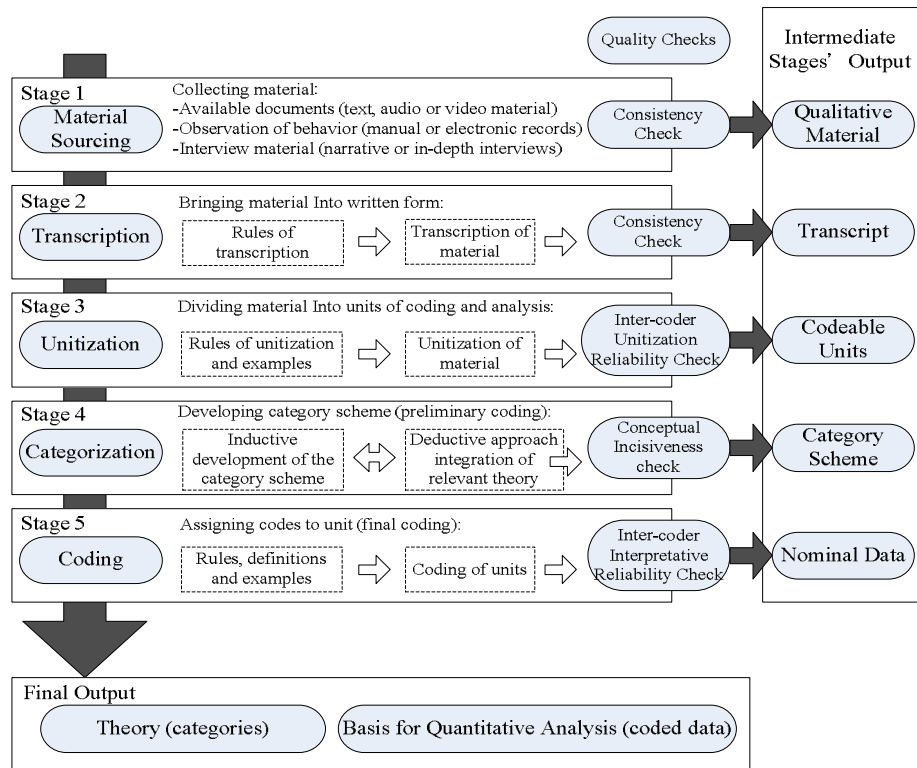 Quality Checks
Intermediate
Stages' Output
Stage 1
Material
Sourcing
Collecting material:
-Available documents (text, audio or video material)
-Observation of behavior (manual or electronic records)
-Interview material (narrative or in-depth interviews)
Consistency
Check
Qualitative
Material
Stage 2
Transcription
Bringing material Into written form:
Rules of
transcription
Transcription of
material
Consistency
Check
Transcript
Stage 3
Unitization
Dividing material Into units of coding and analysis:
Rules of unitization
and examples
Unitization of
material
Inter-coder
Unitization
Reliability Check
Codeable
Units
Stage 4
Categorization
Developing category scheme (preliminary coding):
Inductive
development of the
category scheme
Deductive approach
integration of
relevant theory
Conceptual
Incisiveness
check
Category
Scheme
Stage 5
Coding
Assigning codes to unit (final coding):
Rules, definitions
and examples
Coding of units
Inter-coder
Interpretative
Reliability Check
Nominal Data
Final Output
Theory (categories)
Basis for Quantitative Analysis (coded data)